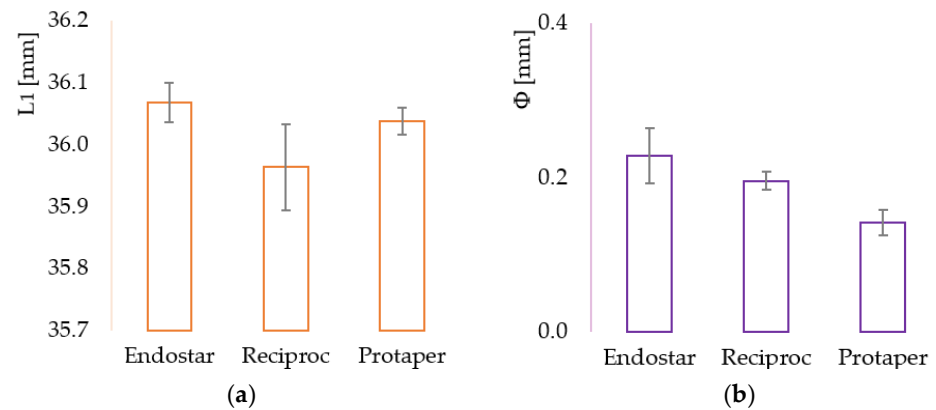 L1 [mm]
36.2
36.1
36.0
35.9
35.8
35.7
Endostar Reciproc Protaper
(a)
Φ [mm]
0.4
0.2
0.0
Endostar Reciproc Protaper
(b)